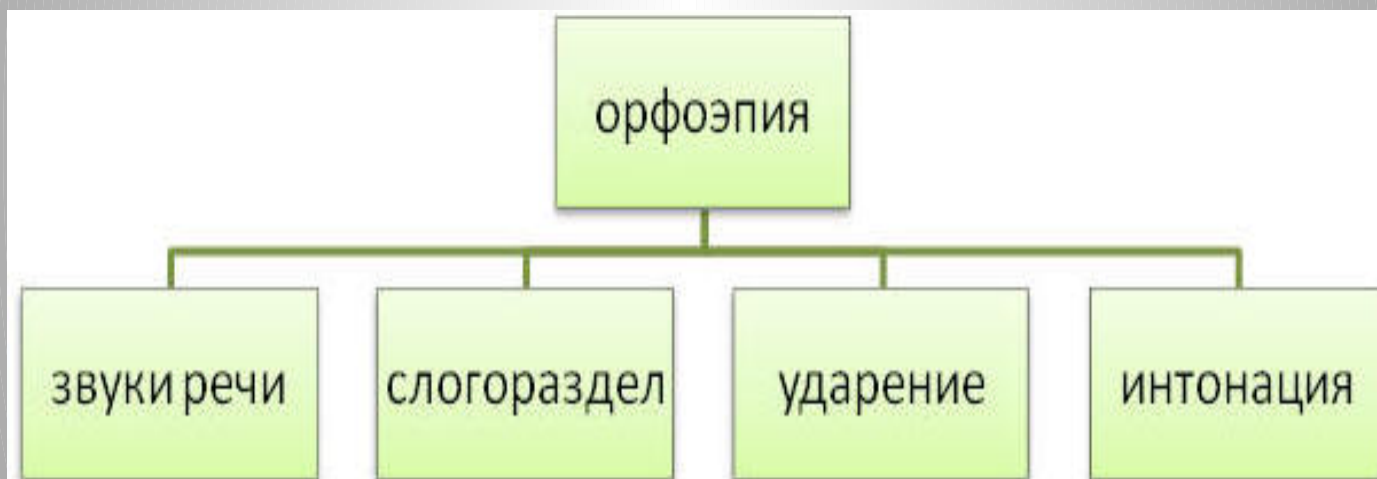 орфоэпия
звуки речи
слогораздел
ударение
интонация